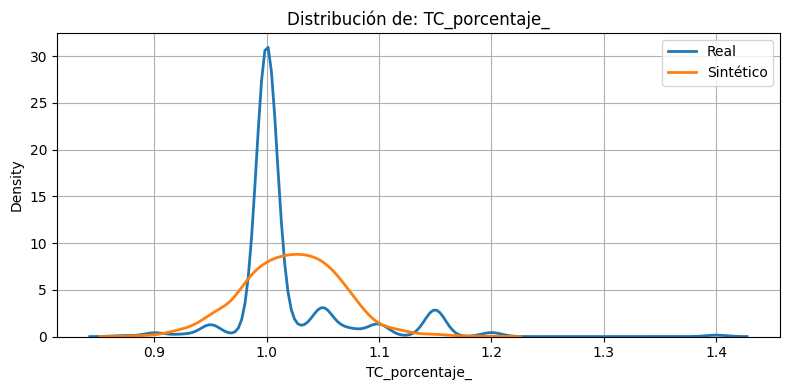 Distribución de: TC_porcentaje_
Real
Sintético
Density
30
25
20
15
10
5
0
0.9
1.0
1.1
1.2
1.3
1.4
TC_porcentaje_